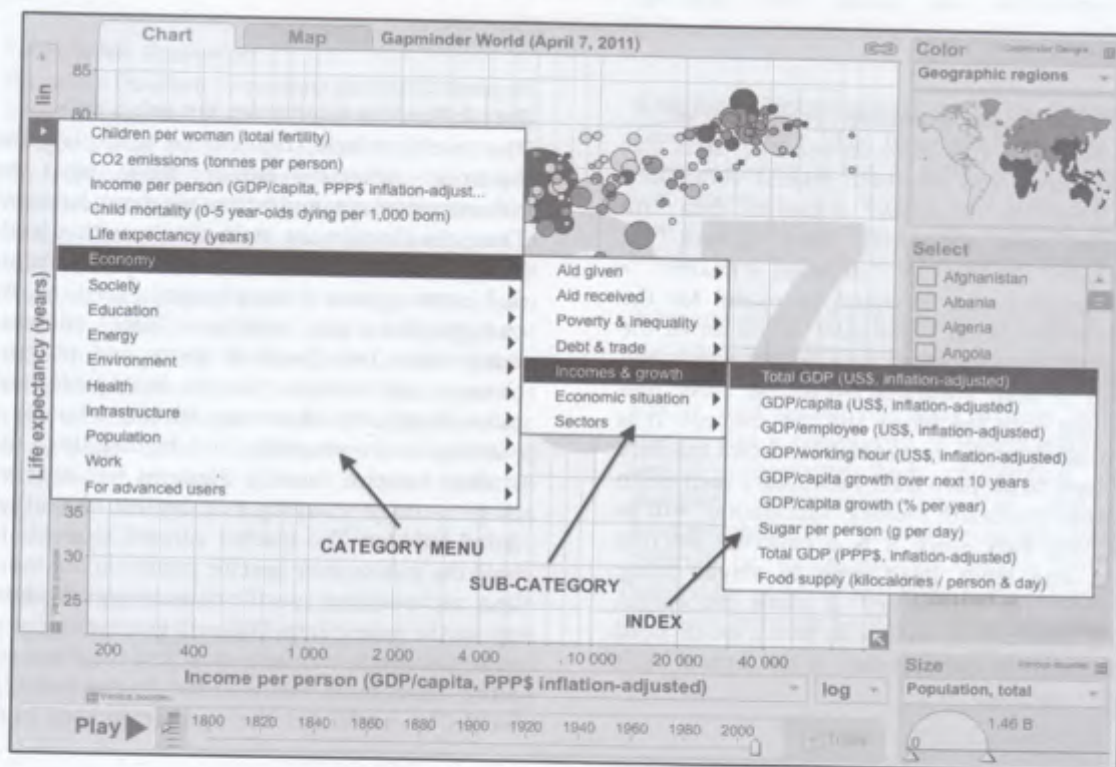 Chart
Map
Gapminder World (April 7, 2011)
Color
Geographic regions
lin
85
80
Children per woman (total fertility)
CO2 emissions (tonnes per person)
Income per person (GDP/capita, PPP$ inflation-adjust...
Child mortality (0-5 year-olds dying per 1,000 born)
Life expectancy (years)
Economy
Society
Education
Energy
Environment
Health
Infrastructure
Population
Work
For advanced users
Life expectancy (years)
Aid given
Aid received
Poverty & inequality
Debt & trade
Incomes & growth
Economic situation
Sectors
Select
Afghanistan
Albania
Algeria
Angola
Total GDP (US$, inflation-adjusted)
GDP/capita (US$, inflation-adjusted)
GDP/employee (US$, inflation-adjusted)
GDP/working hour (US$, inflation-adjusted)
GDP/capita growth over next 10 years
GDP/capita growth (% per year)
Sugar per person (g per day)
Total GDP (PPP$, inflation-adjusted)
Food supply (kilocalories / person & day)
35
30
25
CATEGORY MENU
SUB-CATEGORY
INDEX
200 400 1 000 2 000 4 000 10 000 20 000 40 000
Income per person (GDP/capita, PPP$ inflation-adjusted)
log
Size
Population, total
1.46 B
0
Play
1800 1820 1840 1860 1880 1900 1920 1940 1960 1980 2000